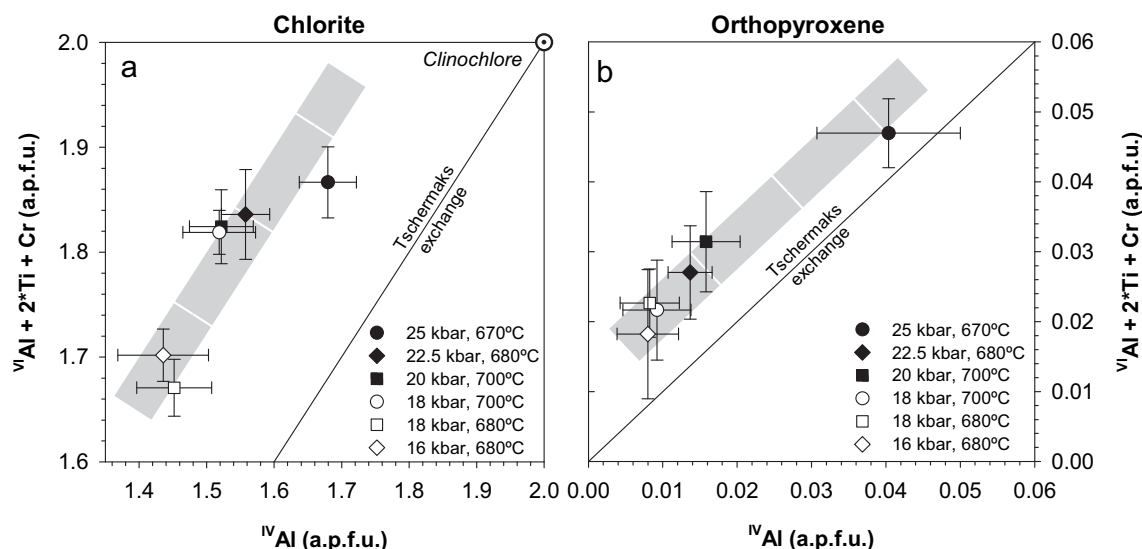 Chlorite
Orthopyroxene
a
Clinochlore
Tschermaks
exchange
25 kbar, 670ºC
22.5 kbar, 680ºC
20 kbar, 700ºC
18 kbar, 700ºC
18 kbar, 680ºC
16 kbar, 680ºC
2.0
1.9
1.8
1.7
1.6
1.4
1.5
1.6
1.7
2.0
ᴵⱽAl (a.p.f.u.)
ⱽᴵAl + 2*Ti + Cr (a.p.f.u.)
b
Tschermaks
exchange
25 kbar, 670ºC
22.5 kbar, 680ºC
20 kbar, 700ºC
18 kbar, 700ºC
18 kbar, 680ºC
16 kbar, 680ºC
0.06
0.05
0.04
0.03
0.02
0.01
0.00
0.00
0.01
0.02
0.03
0.04
0.05
0.06
ᴵⱽAl (a.p.f.u.)
ⱽᴵAl + 2*Ti + Cr (a.p.f.u.)